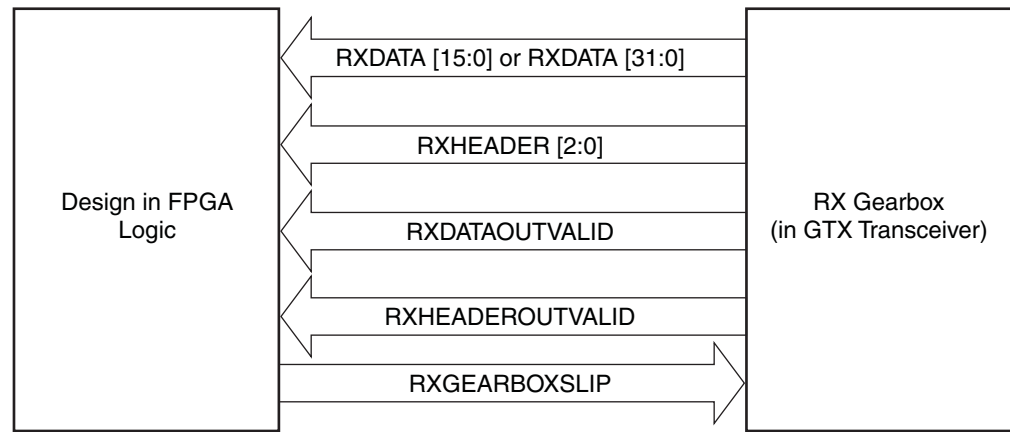 RXDATA [15:0] or RXDATA [31:0]
RXHEADER [2:0]
Design in FPGA
Logic
RX Gearbox
(in GTX Transceiver)
RXDATAOUTVALID
RXHEADEROUTVALID
RXGEARBOXSLIP